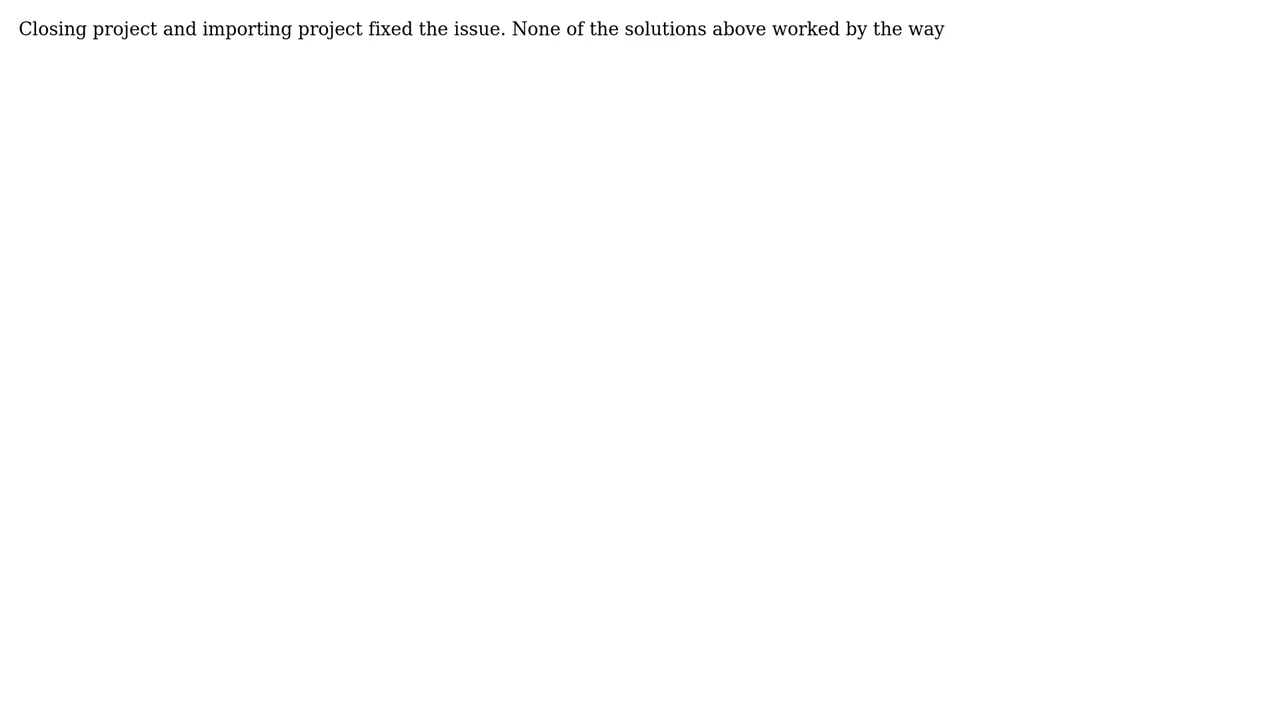 Closing project and importing project fixed the issue. None of the solutions above worked by the way